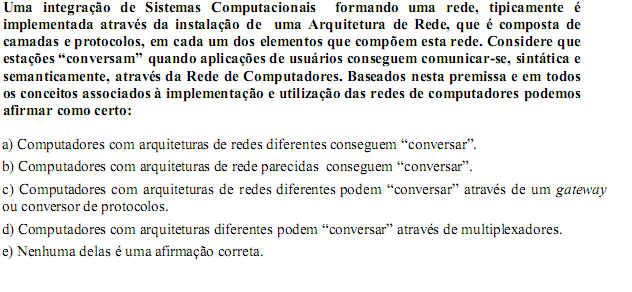 Uma integração de Sistemas Computacionais formando uma rede, tipicamente é
implementada através da instalação de uma Arquitetura de Rede, que é composta de
camadas e protocolos, em cada um dos elementos que compõem esta rede. Considere que
estações “conversam” quando aplicações de usuários conseguem comunicar-se, sintática e
semanticamente, através da Rede de Computadores. Baseados nesta premissa e em todos
os conceitos associados à implementação e utilização das redes de computadores podemos
afirmar como certo:
a) Computadores com arquiteturas de redes diferentes conseguem “conversar”.
b) Computadores com arquiteturas de rede parecidas conseguem “conversar”.
c) Computadores com arquiteturas de redes diferentes podem “conversar” através de um gateway
ou conversor de protocolos.
d) Computadores com arquiteturas diferentes podem “conversar” através de multiplexadores.
e) Nenhuma delas é uma afirmação correta.